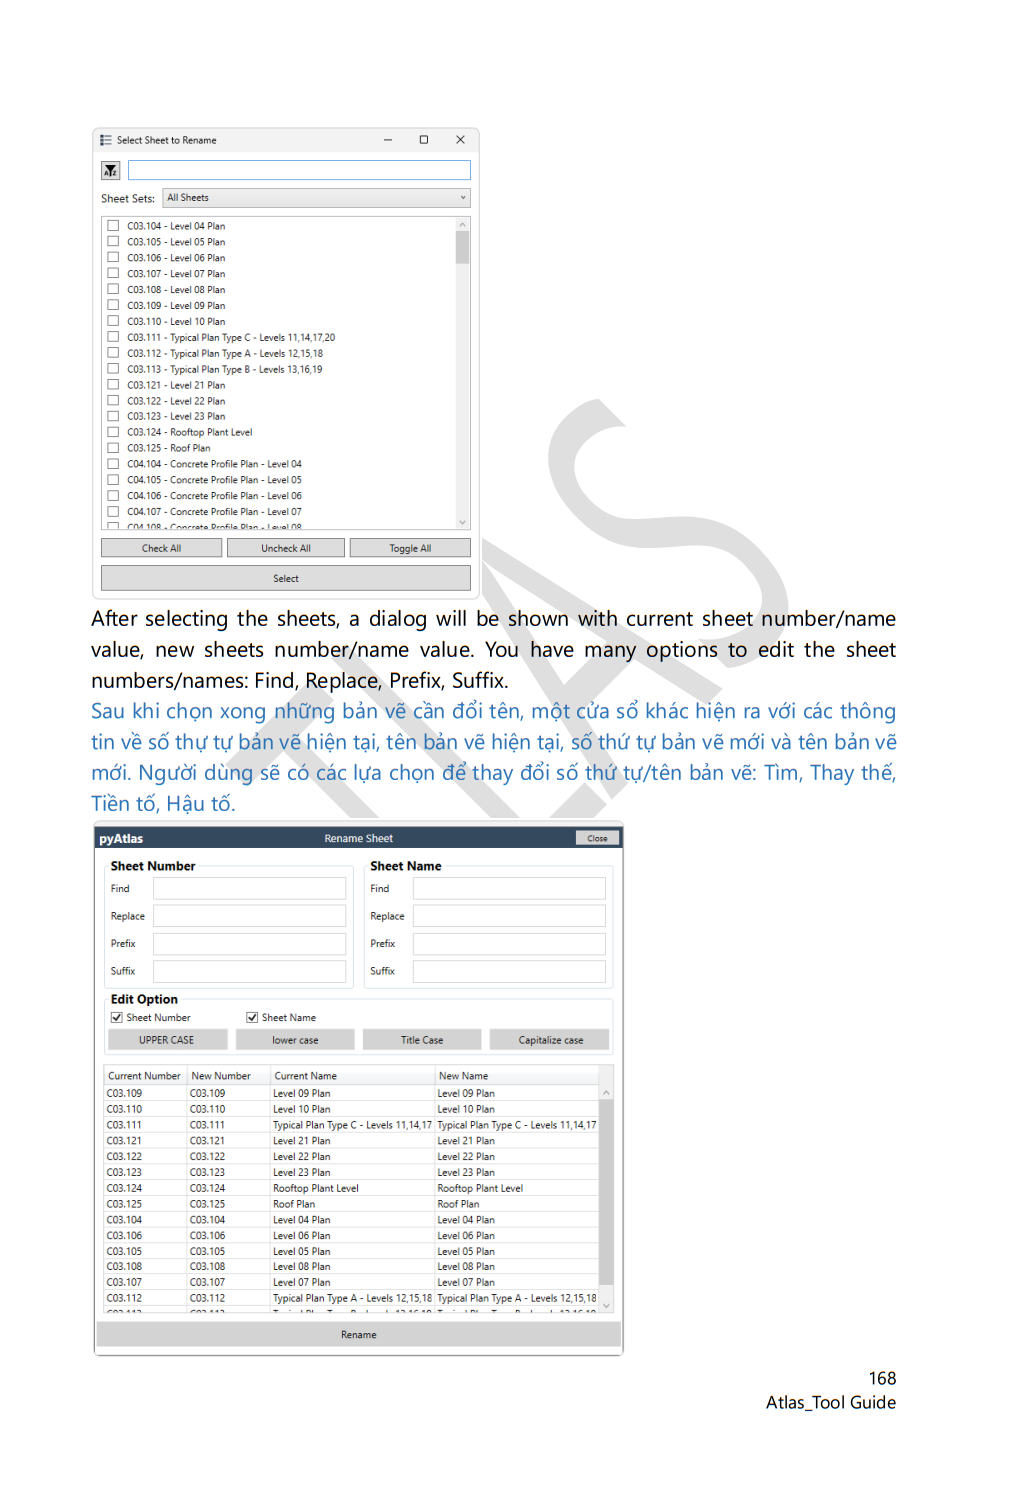 Select Sheet to Rename
Sheet Sets: All Sheets
C03.104 - Level 04 Plan
C03.105 - Level 05 Plan
C03.106 - Level 06 Plan
C03.107 - Level 07 Plan
C03.108 - Level 08 Plan
C03.109 - Level 09 Plan
C03.110 - Level 10 Plan
C03.111 - Typical Plan Type C - Levels 11,14,17,20
C03.112 - Typical Plan Type A - Levels 12,15,18
C03.113 - Typical Plan Type B - Levels 13,16,19
C03.121 - Level 21 Plan
C03.122 - Level 22 Plan
C03.123 - Level 23 Plan
C03.124 - Rooftop Plant Level
C03.125 - Roof Plan
C04.104 - Concrete Profile Plan - Level 04
C04.105 - Concrete Profile Plan - Level 05
C04.106 - Concrete Profile Plan - Level 06
C04.107 - Concrete Profile Plan - Level 07
C04.108 - Concrete Profile Plan - Level 08
Check All Uncheck All Toggle All
Select
After selecting the sheets, a dialog will be shown with current sheet number/name
value, new sheets number/name value. You have many options to edit the sheet
numbers/names: Find, Replace, Prefix, Suffix.
Sau khi chọn xong những bản vẽ cần đổi tên, một cửa sổ khác hiện ra với các thông
tin về số thự tự bản vẽ hiện tại, tên bản vẽ hiện tại, số thứ tự bản vẽ mới và tên bản vẽ
mới. Người dùng sẽ có các lựa chọn để thay đổi số thứ tự/tên bản vẽ: Tìm, Thay thế,
Tiền tố, Hậu tố.
pyAtlas Rename Sheet Close
Sheet Number Sheet Name
Find Find
Replace Replace
Prefix Prefix
Suffix Suffix
Edit Option
Sheet Number Sheet Name
UPPER CASE lower case Title Case Capitalize case
Current Number New Number Current Name New Name
C03.109 C03.109 Level 09 Plan Level 09 Plan
C03.110 C03.110 Level 10 Plan Level 10 Plan
C03.111 C03.111 Typical Plan Type C - Levels 11,14,17 Typical Plan Type C - Levels 11,14,17
C03.121 C03.121 Level 21 Plan Level 21 Plan
C03.122 C03.122 Level 22 Plan Level 22 Plan
C03.123 C03.123 Level 23 Plan Level 23 Plan
C03.124 C03.124 Rooftop Plant Level Rooftop Plant Level
C03.125 C03.125 Roof Plan Roof Plan
C03.104 C03.104 Level 04 Plan Level 04 Plan
C03.106 C03.106 Level 06 Plan Level 06 Plan
C03.105 C03.105 Level 05 Plan Level 05 Plan
C03.108 C03.108 Level 08 Plan Level 08 Plan
C03.107 C03.107 Level 07 Plan Level 07 Plan
C03.112 C03.112 Typical Plan Type A - Levels 12,15,18 Typical Plan Type A - Levels 12,15,18
Rename
168
Atlas_Tool Guide